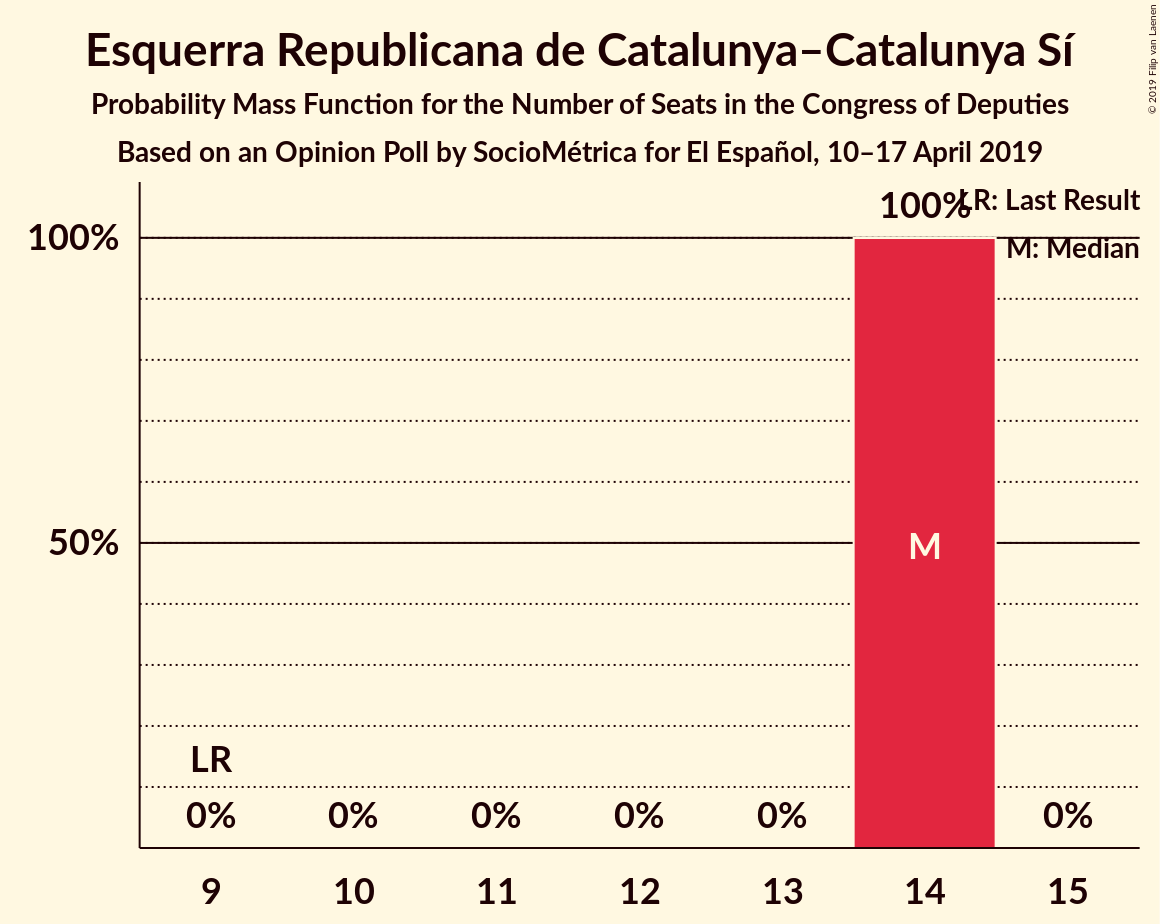 Esquerra Republicana de Catalunya–Catalunya Sí
Probability Mass Function for the Number of Seats in the Congress of Deputies
Based on an Opinion Poll by SocioMétrica for El Español, 10–17 April 2019
© 2019 Filip van Laenen
LR: Last Result
M: Median
100%
100%
50%
M
LR
0% 0% 0% 0% 0% 0%
9 10 11 12 13 14 15